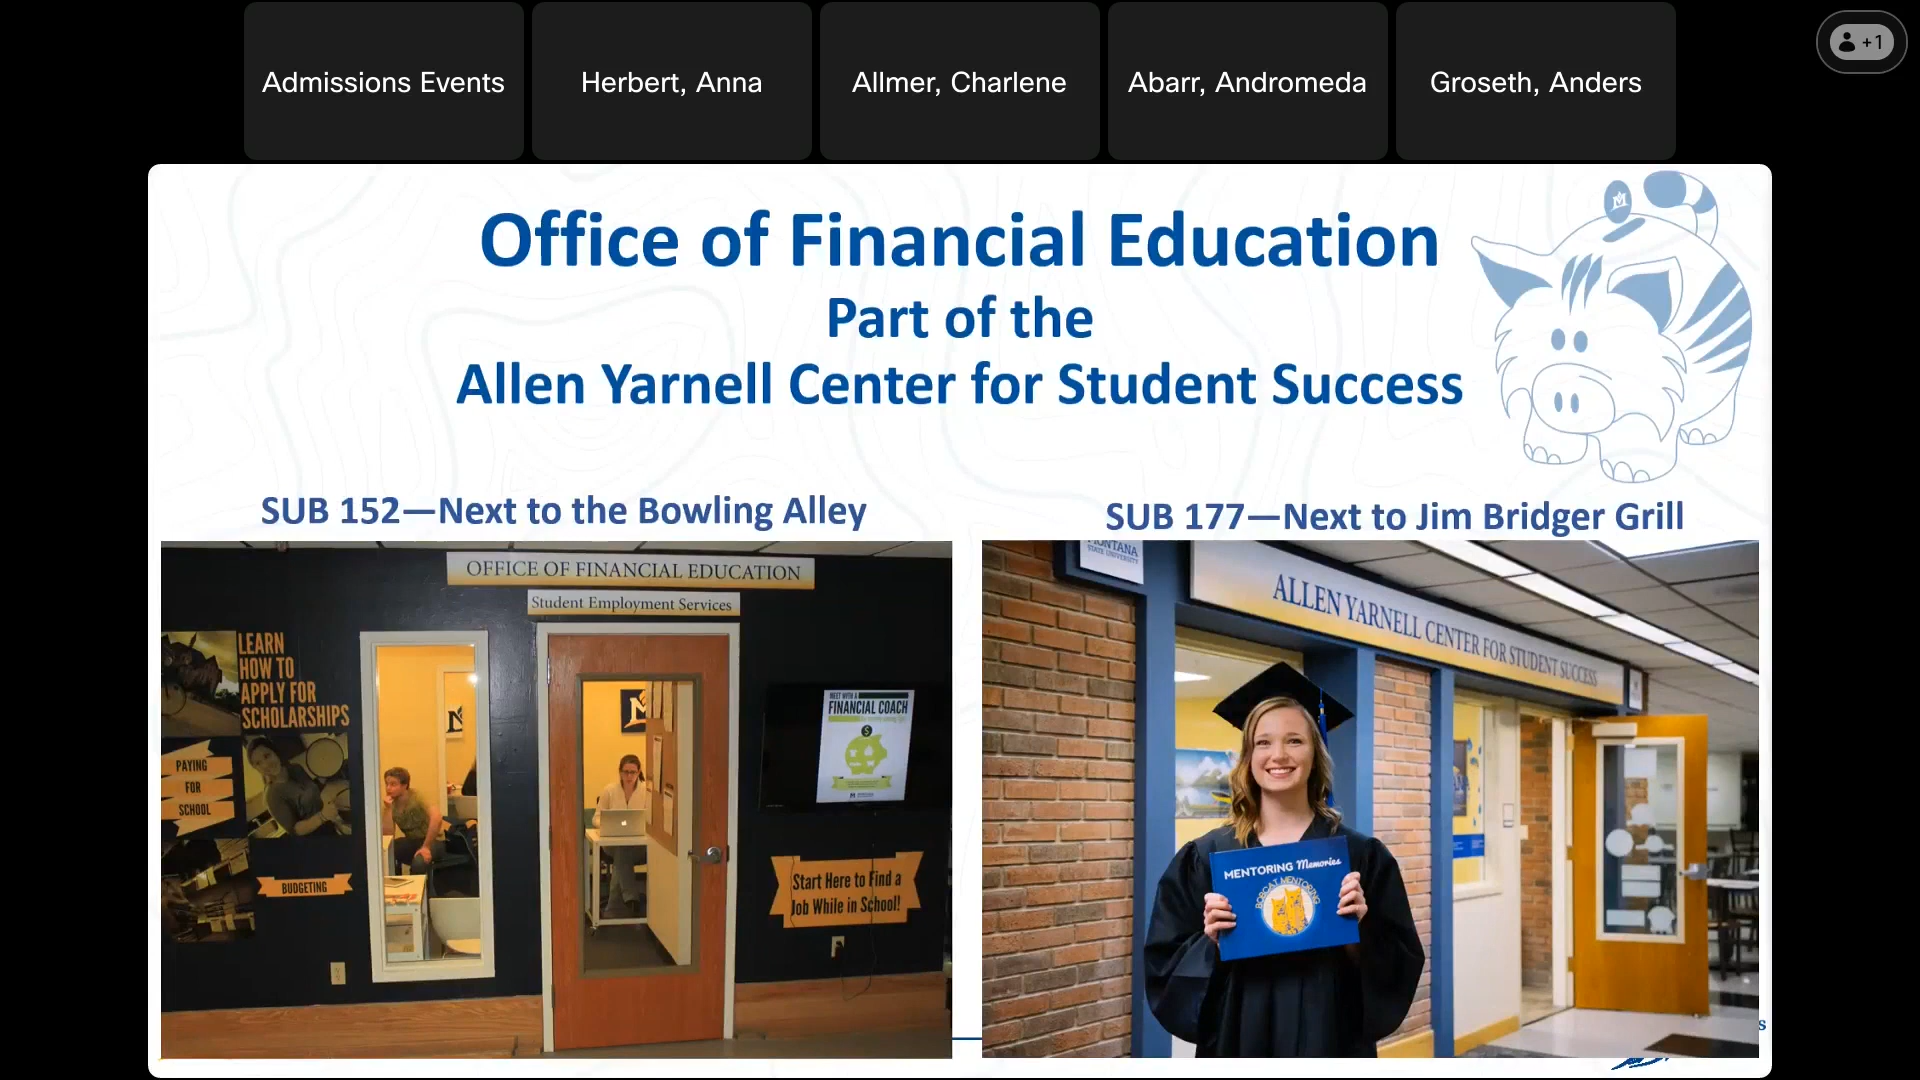 Admissions Events
Herbert, Anna
Allmer, Charlene
Abarr, Andromeda
Groseth, Anders
+1
Office of Financial Education
Part of the
Allen Yarnell Center for Student Success
M
SUB 152—Next to the Bowling Alley
SUB 177—Next to Jim Bridger Grill
OFFICE OF FINANCIAL EDUCATION
Student Employment Services
LEARN
HOW TO
APPLY FOR
SCHOLARSHIPS
PAYING
FOR
SCHOOL
BUDGETING
M
M
MEET WITH A
FINANCIAL COACH
$
Start Here to Find a
Job While in School!
MONTANA
STATE UNIVERSITY
ALLEN YARNELL CENTER FOR STUDENT SUCCESS
MENTORING Memories
BOBCAT MENTORING
s